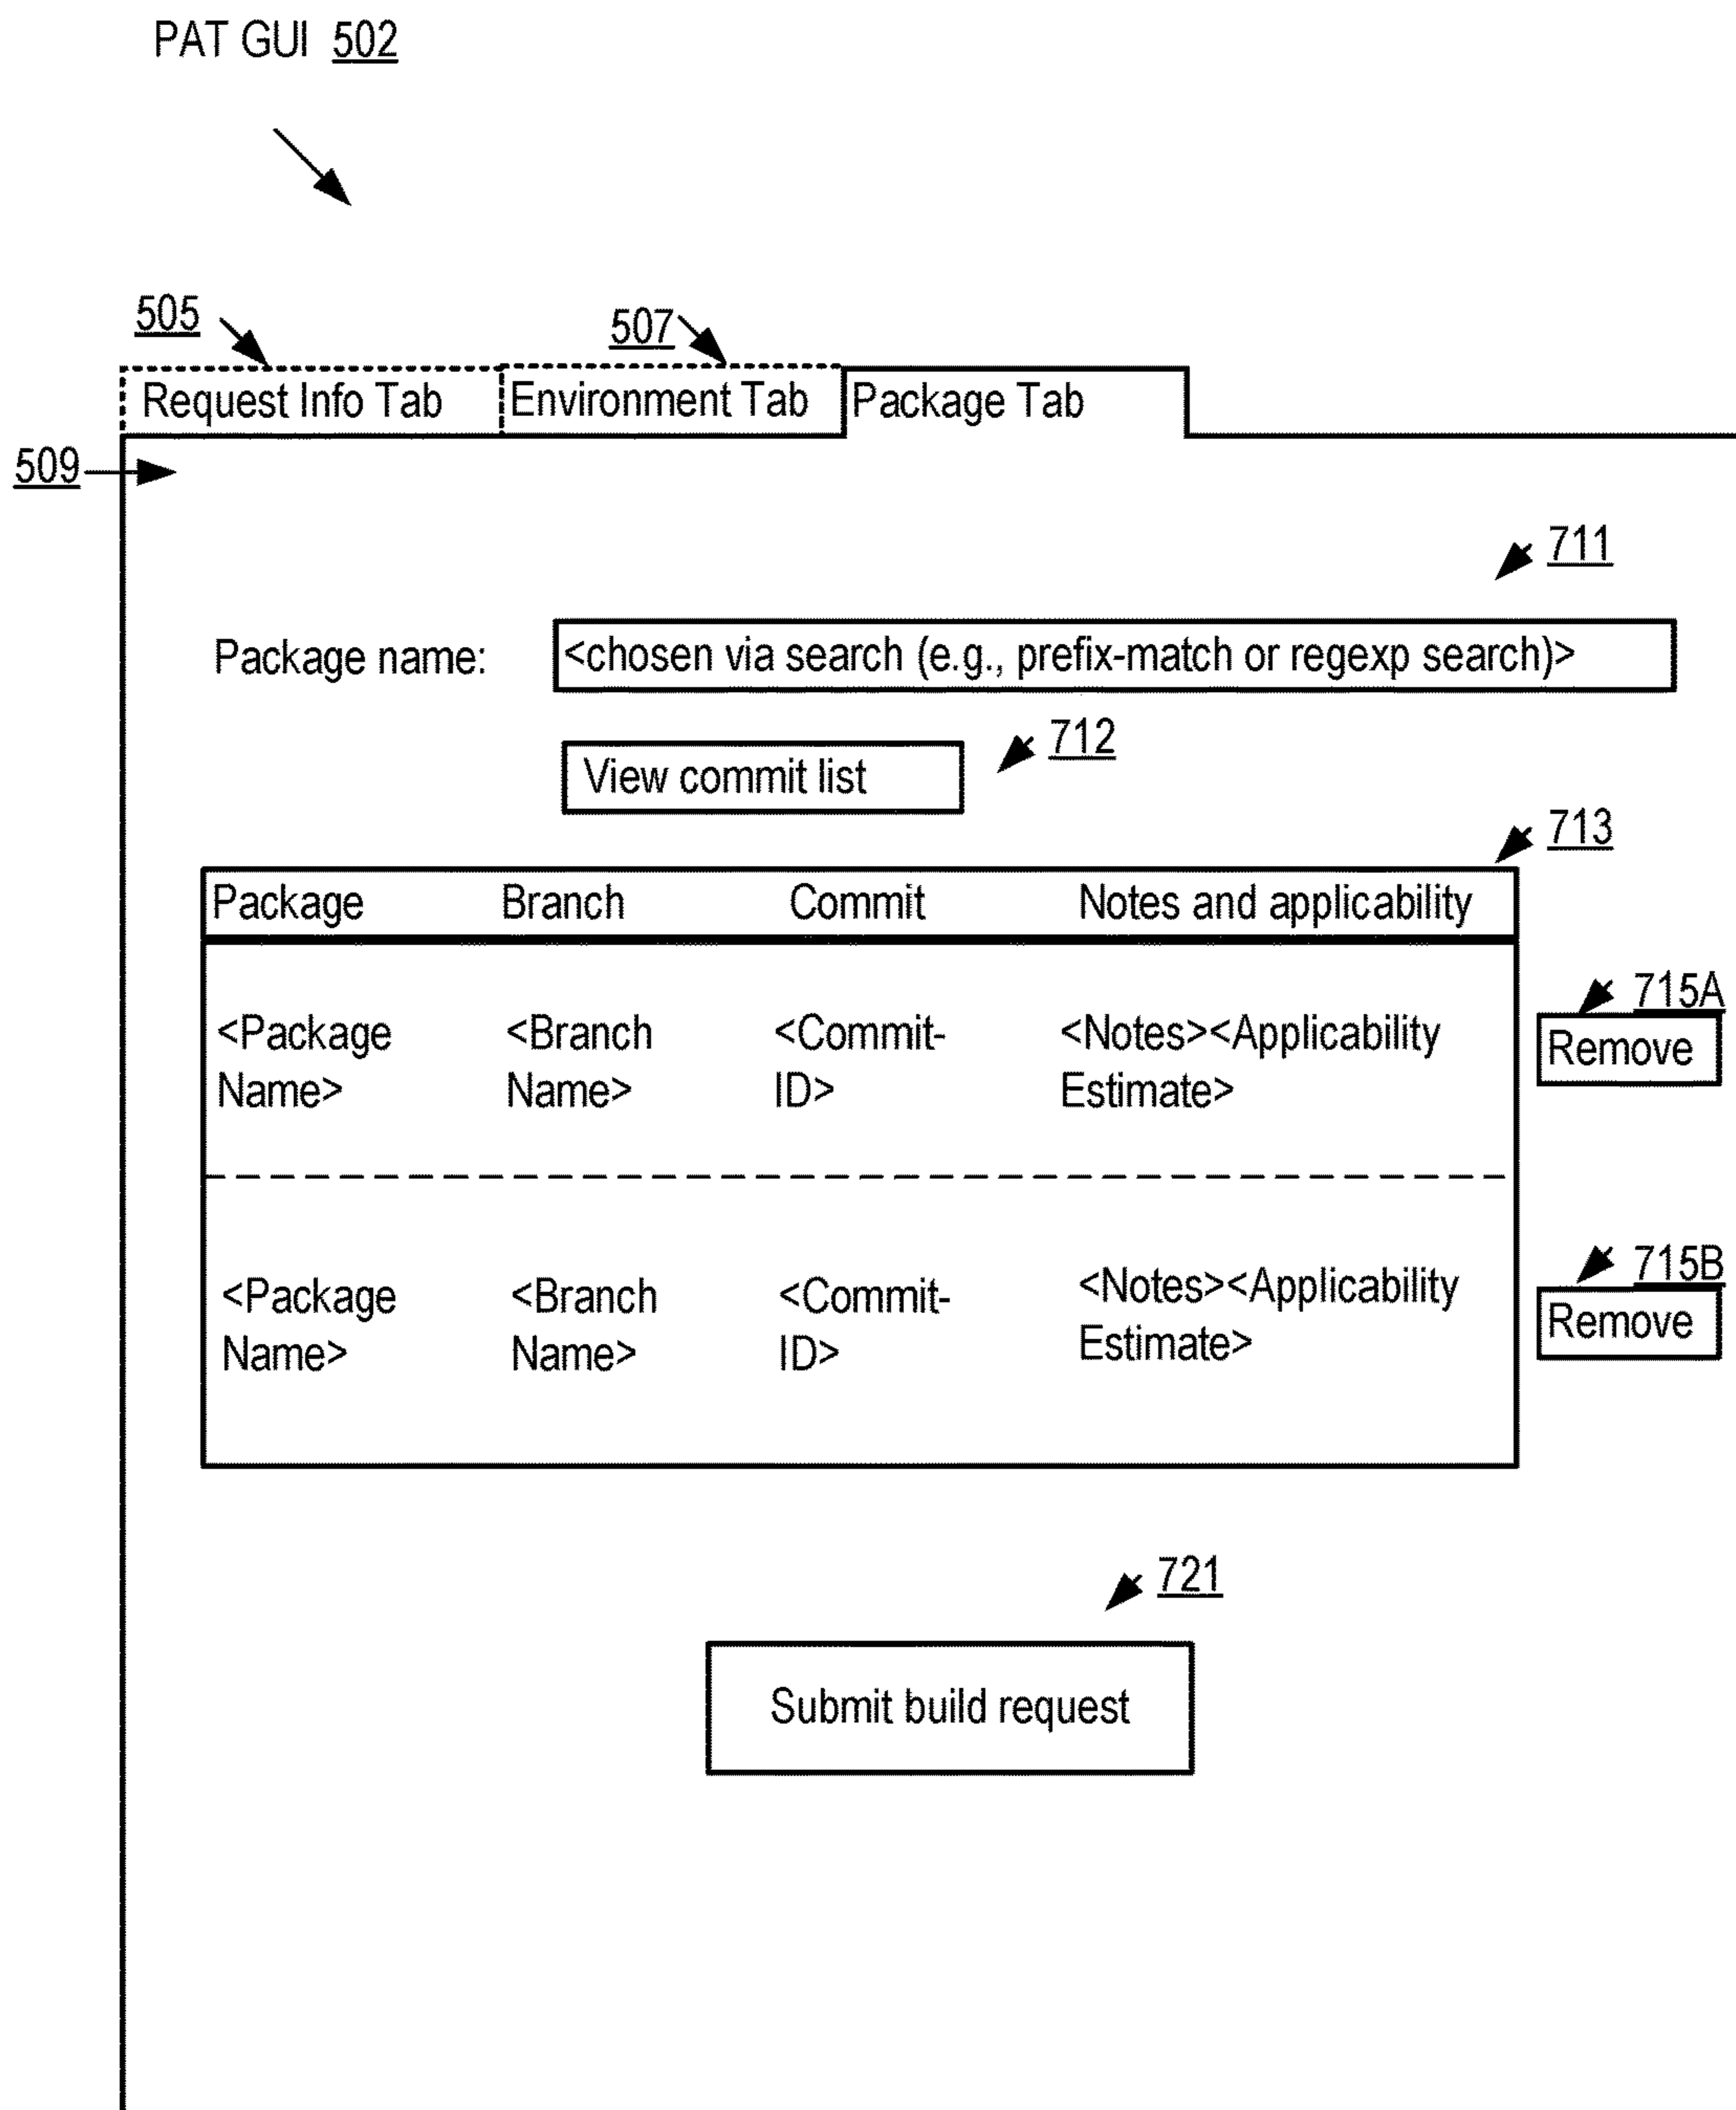 PAT GUI 502
505
507
Request Info Tab
Environment Tab
Package Tab
509
711
Package name:
<chosen via search (e.g., prefix-match or regexp search)>
712
View commit list
713
Package Branch Commit Notes and applicability
715A
<Package <Branch <Commit- <Notes><Applicability
Name> Name> ID> Estimate>
Remove
715B
<Package <Branch <Commit- <Notes><Applicability
Name> Name> ID> Estimate>
Remove
721
Submit build request